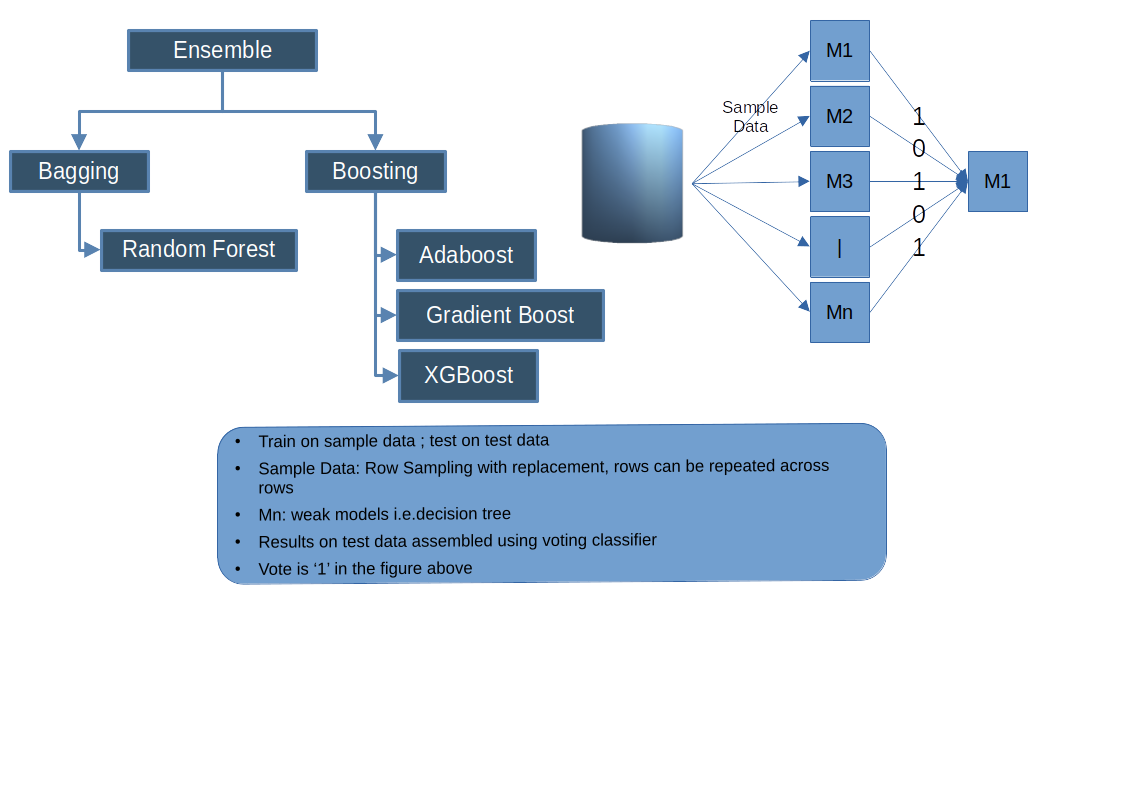 Ensemble
Bagging
Boosting
Random Forest
Adaboost
Gradient Boost
XGBoost
Sample
Data
M1
M2
M3
|
Mn
1
0
1
0
1
M1
• Train on sample data ; test on test data
• Sample Data: Row Sampling with replacement, rows can be repeated across
rows
• Mn: weak models i.e.decision tree
• Results on test data assembled using voting classifier
• Vote is ‘1’ in the figure above